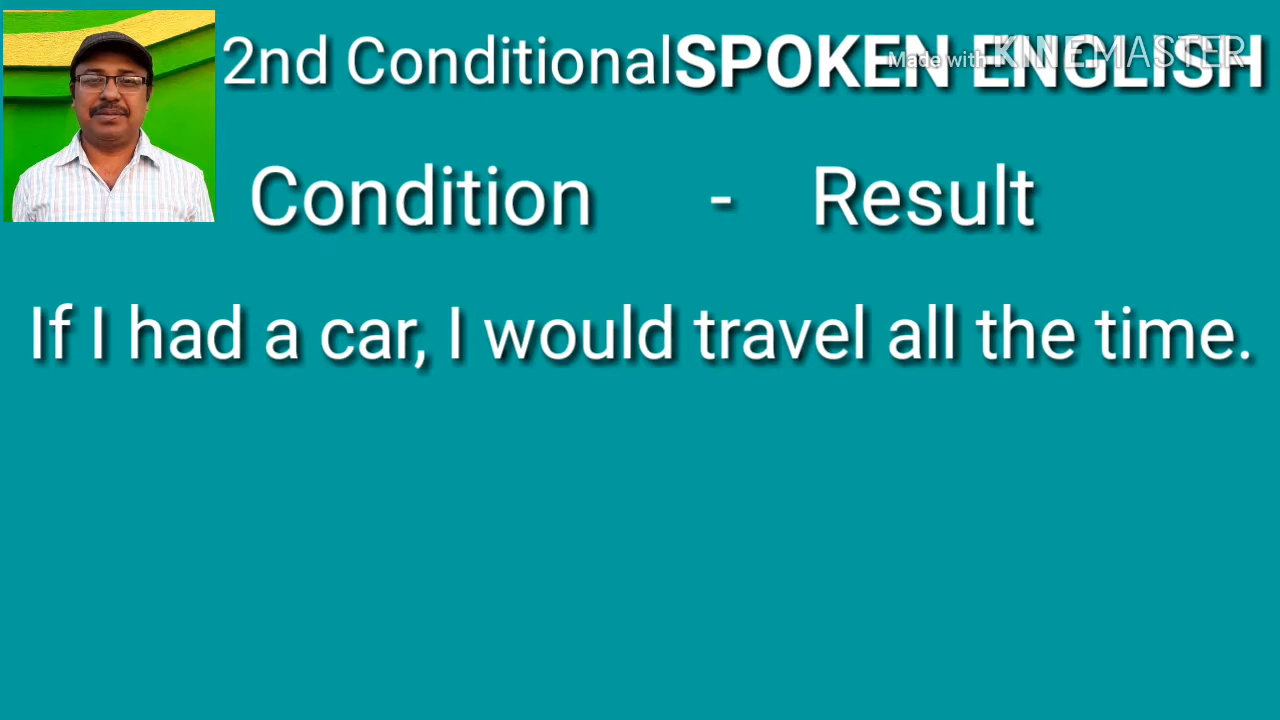 2nd Conditional SPOKEN ENGLISH
Made with KINEMASTER
Condition - Result
If I had a car, I would travel all the time.